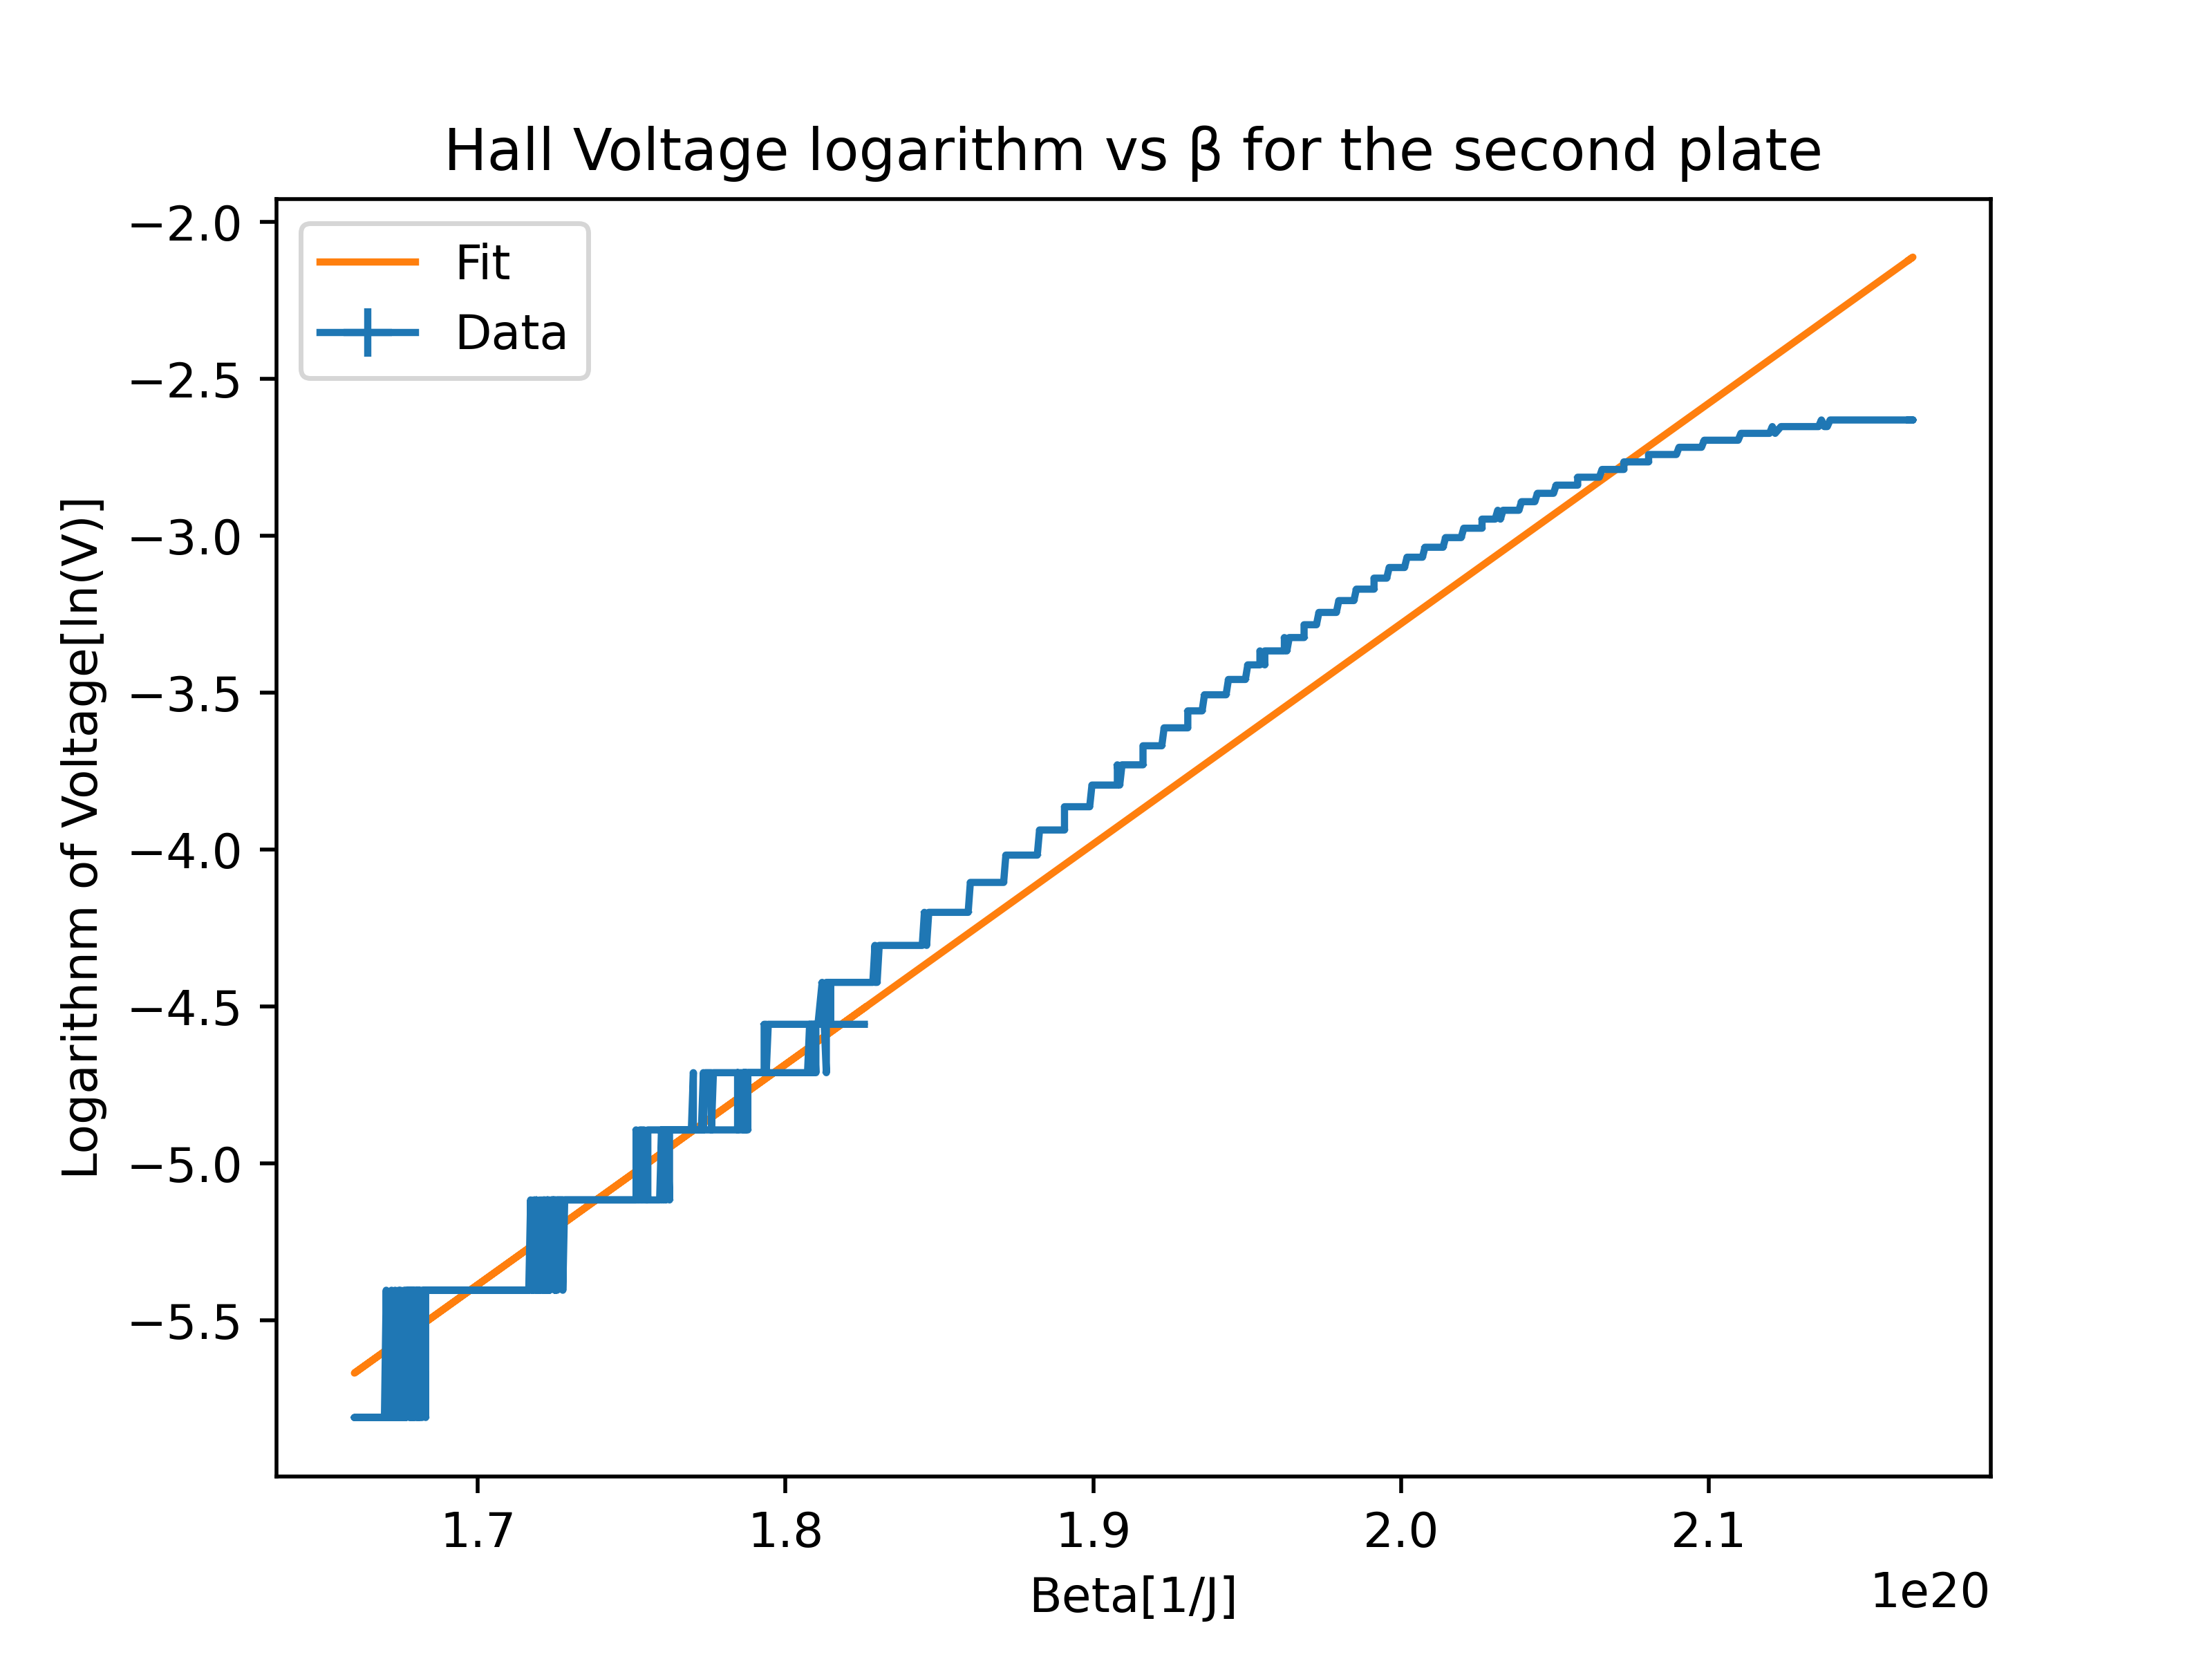 Hall Voltage logarithm vs β for the second plate
Fit
Data
Logarithnm of Voltage[ln(V)]
−2.0
−2.5
−3.0
−3.5
−4.0
−4.5
−5.0
−5.5
1.7 1.8 1.9 2.0 2.1
1e20
Beta[1/J]